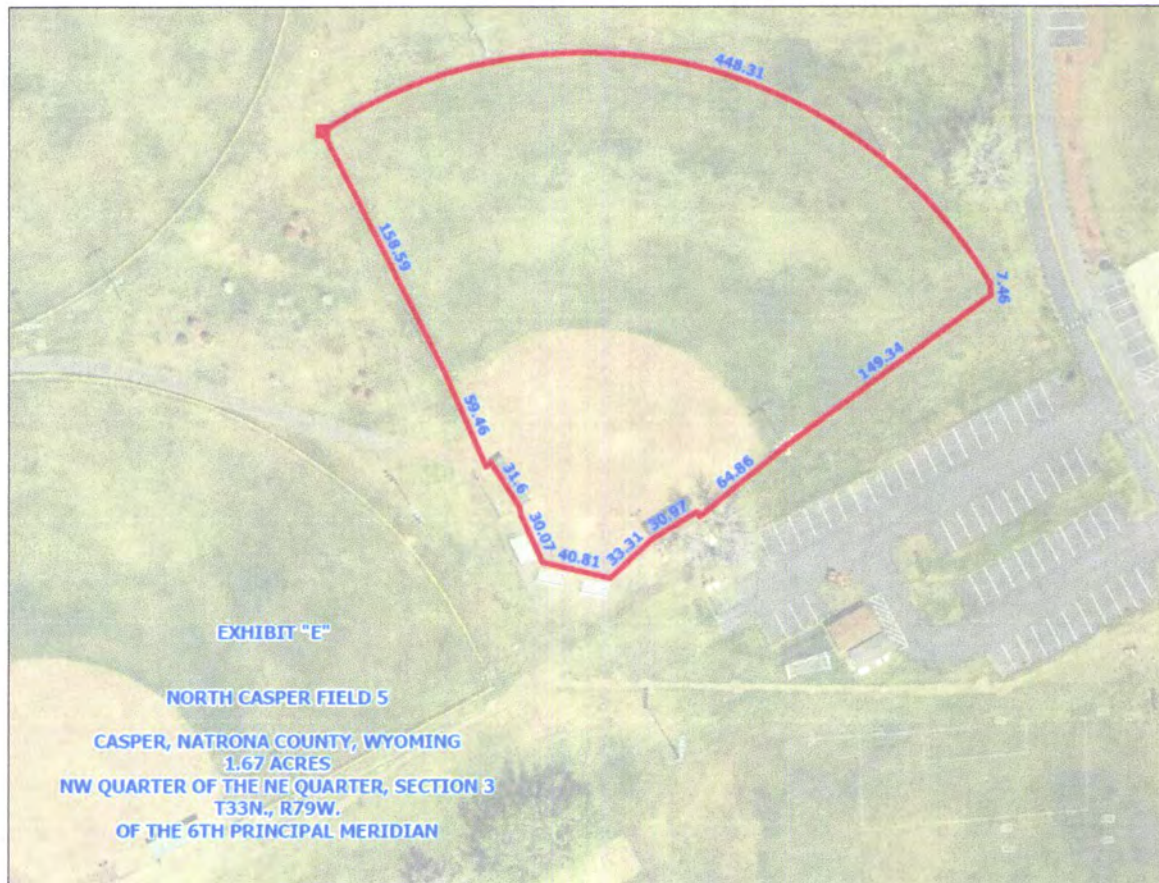 448.31
7.46
158.59
149.34
59.46
64.86
31.6
30.97
30.07
33.31
40.81
EXHIBIT "E"
NORTH CASPER FIELD 5
CASPER, NATRONA COUNTY, WYOMING
1.67 ACRES
NW QUARTER OF THE NE QUARTER, SECTION 3
T33N., R79W.
OF THE 6TH PRINCIPAL MERIDIAN